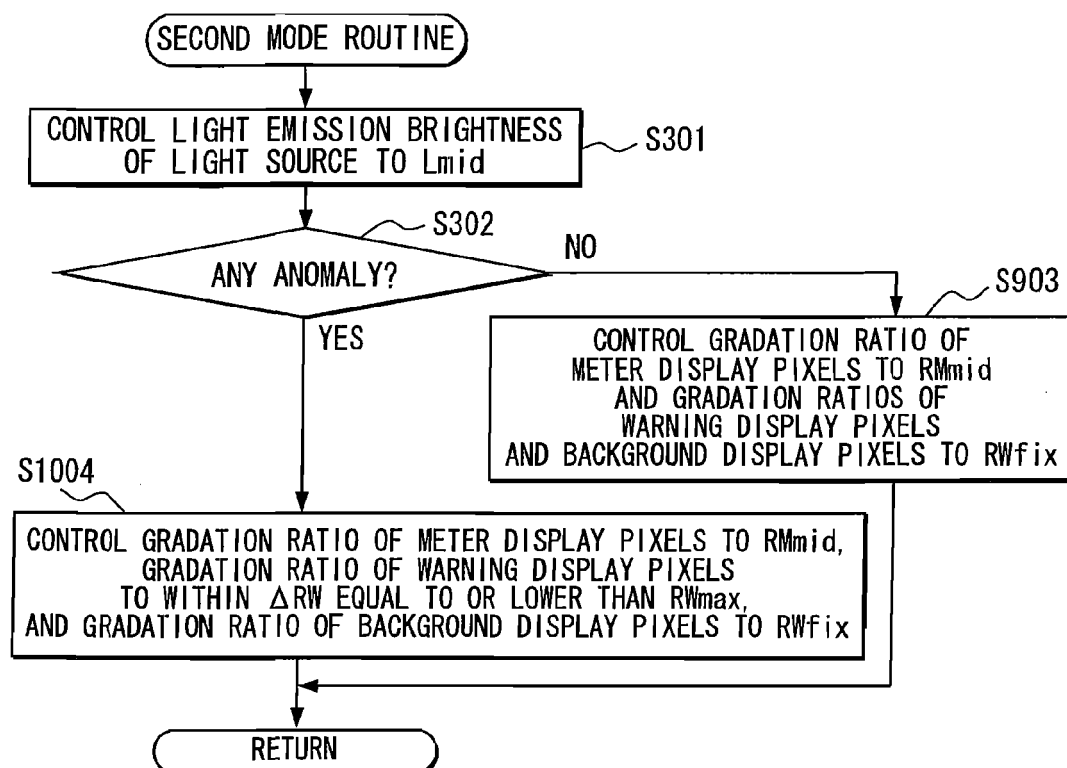 SECOND MODE ROUTINE
CONTROL LIGHT EMISSION BRIGHTNESS
OF LIGHT SOURCE TO Lmid
S301
S302
ANY ANOMALY?
NO
YES
S903
CONTROL GRADATION RATIO OF
METER DISPLAY PIXELS TO RMmid
AND GRADATION RATIOS OF
WARNING DISPLAY PIXELS
AND BACKGROUND DISPLAY PIXELS TO RWfix
S1004
CONTROL GRADATION RATIO OF METER DISPLAY PIXELS TO RMmid,
GRADATION RATIO OF WARNING DISPLAY PIXELS
TO WITHIN ΔRW EQUAL TO OR LOWER THAN RWmax,
AND GRADATION RATIO OF BACKGROUND DISPLAY PIXELS TO RWfix
RETURN